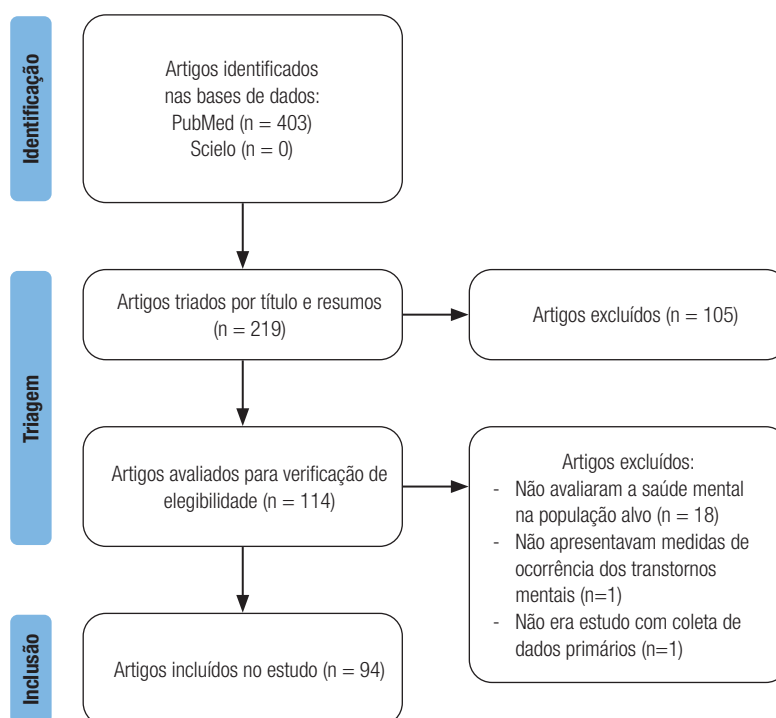 Identificação
Artigos identificados
nas bases de dados:
PubMed (n = 403)
Scielo (n = 0)
Triagem
Artigos triados por título e resumos
(n = 219)
Artigos excluídos (n = 105)
Artigos avaliados para verificação de
elegibilidade (n = 114)
Artigos excluídos:
- Não avaliaram a saúde mental
na população alvo (n = 18)
- Não apresentavam medidas de
ocorrência dos transtornos
mentais (n=1)
- Não era estudo com coleta de
dados primários (n=1)
Inclusão
Artigos incluídos no estudo (n = 94)